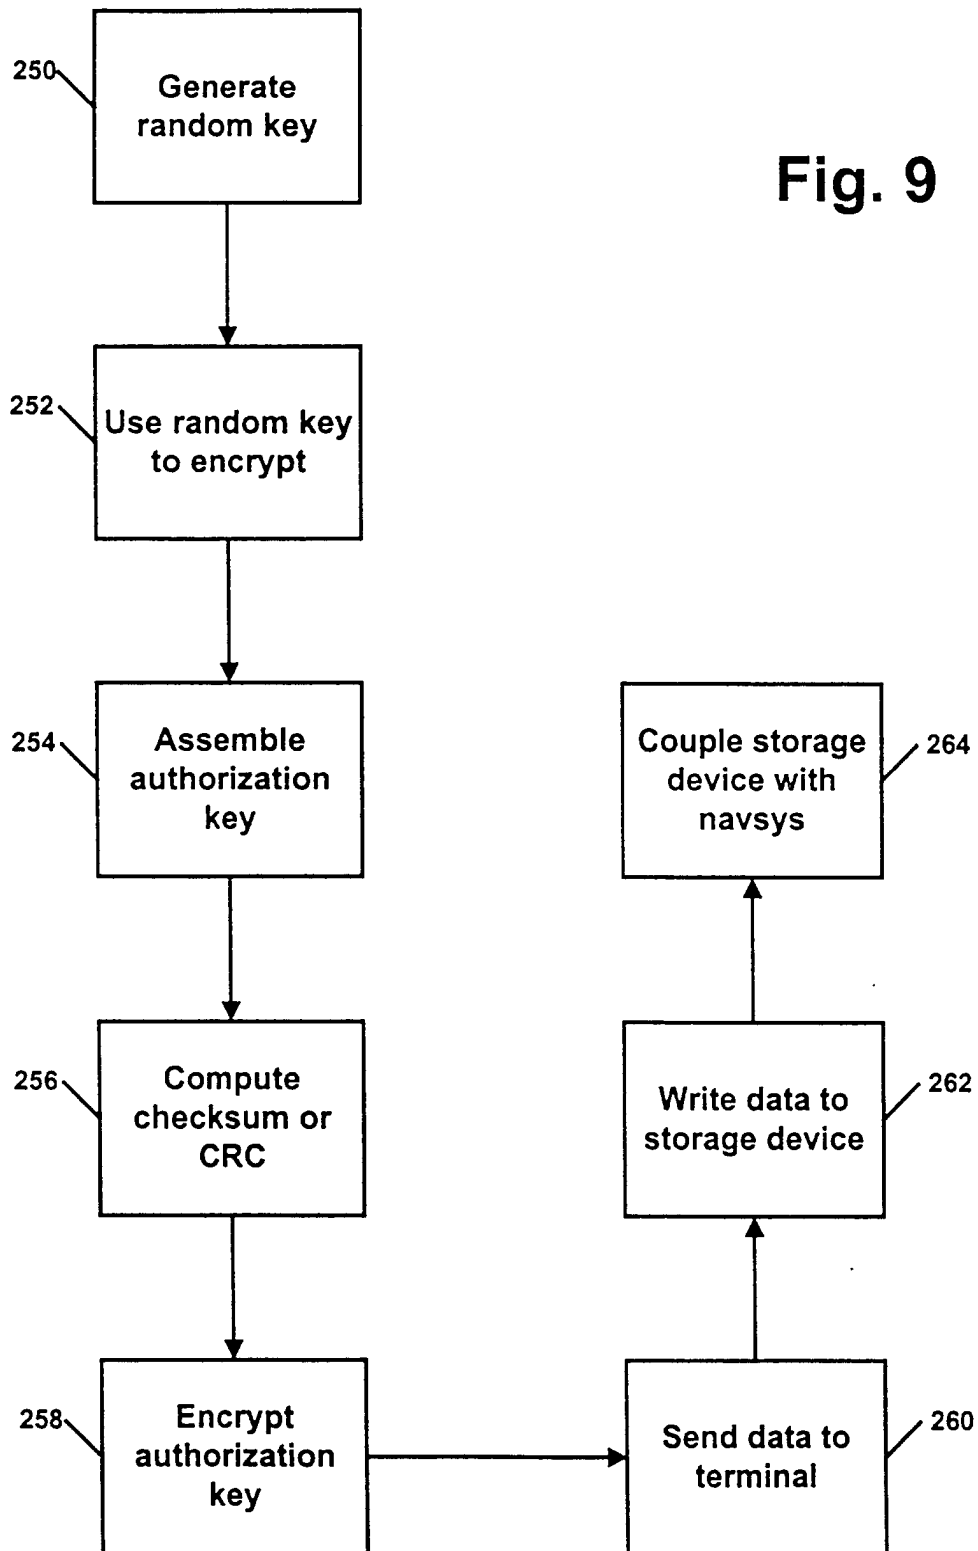 250
Generate
random key
Fig. 9
252
Use random key
to encrypt
254
Assemble
authorization
key
256
Compute
checksum or
CRC
258
Encrypt
authorization
key
Send data to
terminal
260
Write data to
storage device
262
Couple storage
device with
navsys
264